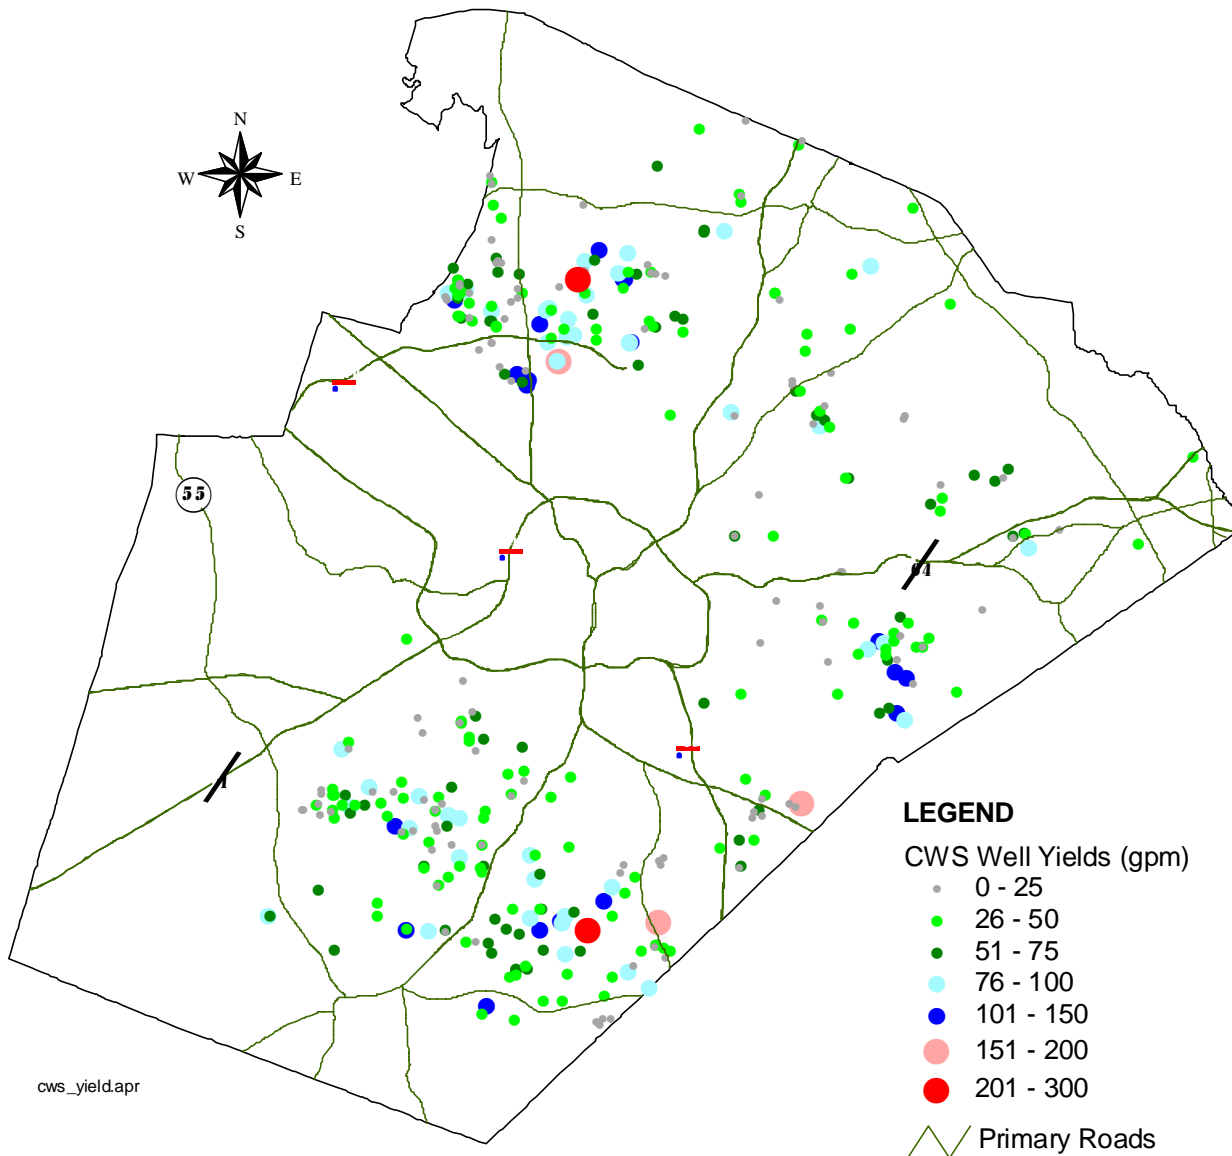 N
W E
S
55
64
1
LEGEND
CWS Well Yields (gpm)
0 - 25
26 - 50
51 - 75
76 - 100
101 - 150
151 - 200
201 - 300
Primary Roads
cws_yield.apr